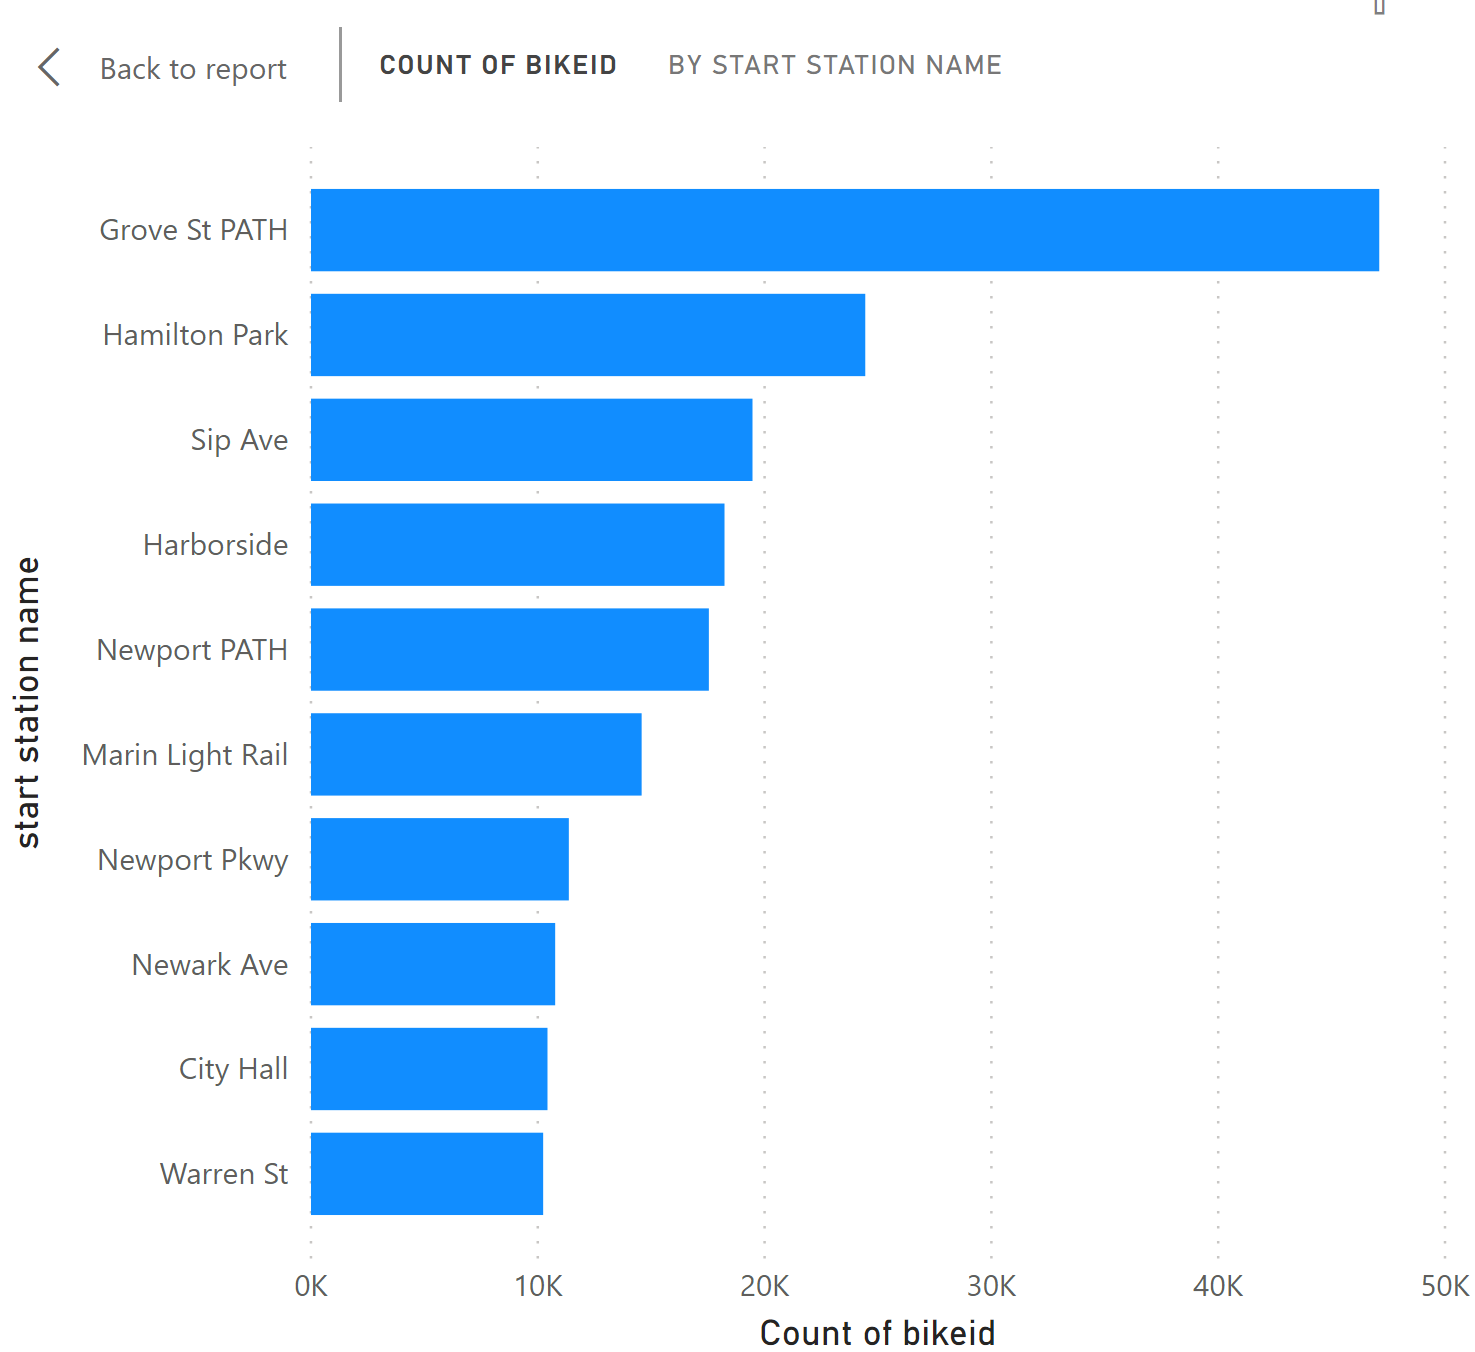 Back to report
COUNT OF BIKEID BY START STATION NAME
start station name
Grove St PATH
Hamilton Park
Sip Ave
Harborside
Newport PATH
Marin Light Rail
Newport Pkwy
Newark Ave
City Hall
Warren St
0K 10K 20K 30K 40K 50K
Count of bikeid